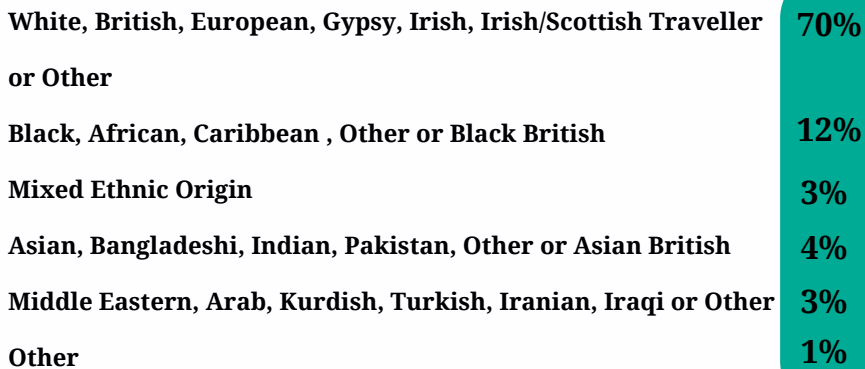 White, British, European, Gypsy, Irish, Irish/Scottish Traveller 70%
or Other
Black, African, Caribbean , Other or Black British 12%
Mixed Ethnic Origin 3%
Asian, Bangladeshi, Indian, Pakistan, Other or Asian British 4%
Middle Eastern, Arab, Kurdish, Turkish, Iranian, Iraqi or Other 3%
Other 1%